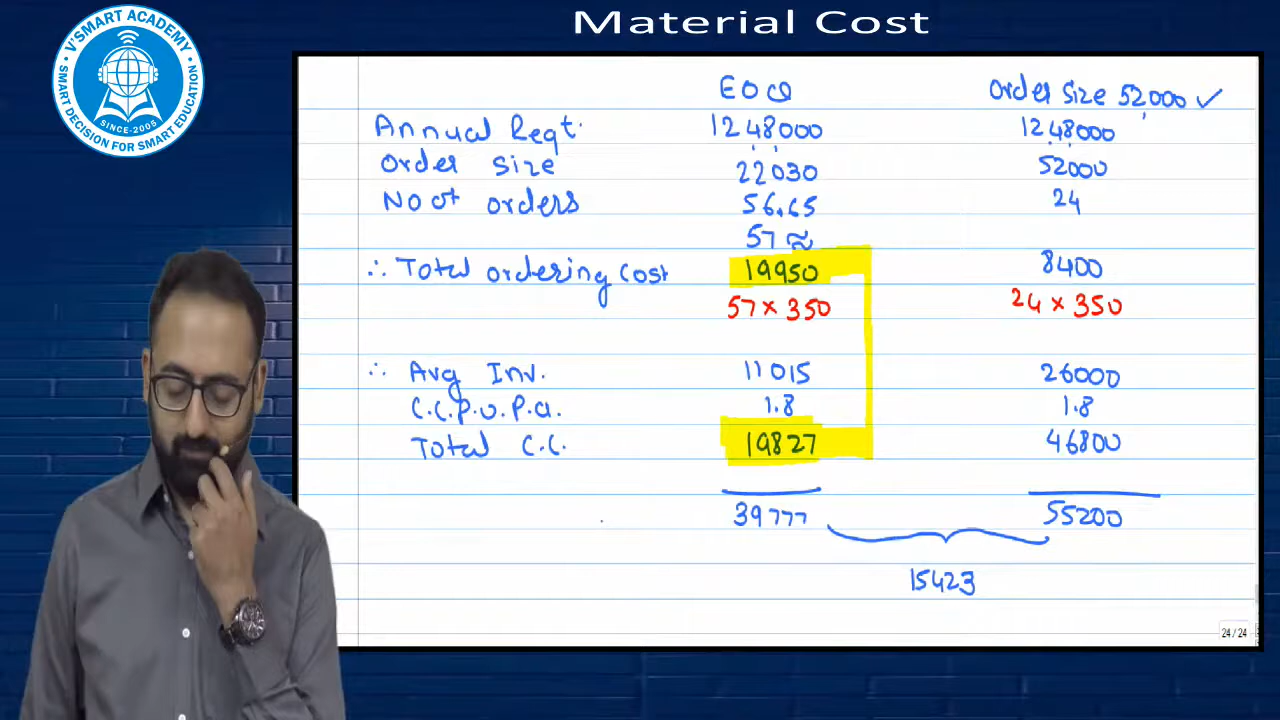 Material Cost
V'SMART ACADEMY
SINCE-2005
SMART DECISION FOR SMART EDUCATION
EOQ Order size 52,000 ✓
Annual Reqt. 1248000 1248000
Order Size 22030 52000
No of orders 56.65 24
57 ≈
∴ Total ordering cost 19950 8400
57 × 350 24 × 350
∴ Avg Inv. 11015 26000
C.C.P.U.P.A. 1.8 1.8
Total C.C. 19827 46800
39777 55200
15423
24/24